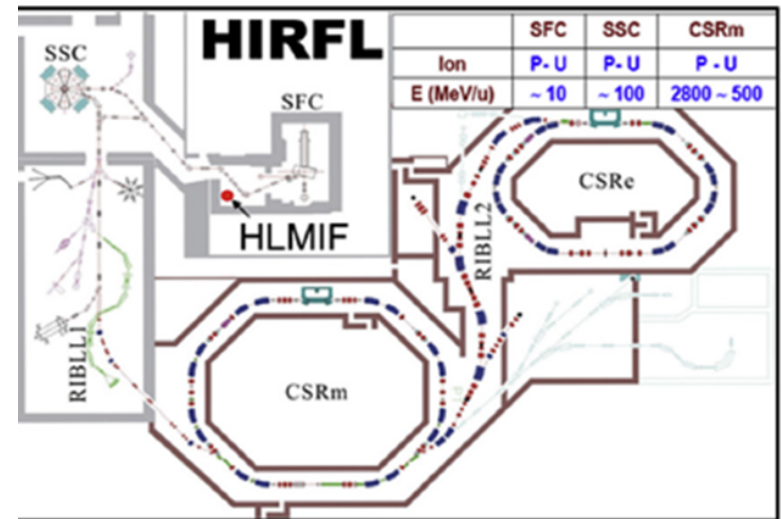 HIRFL
SFC SSC CSRm
Ion P- U P- U P - U
E (MeV/u) ~ 10 ~ 100 2800 ~ 500
SSC
SFC
CSRe
HLMIF
RIBLL2
RIBLL1
CSRm